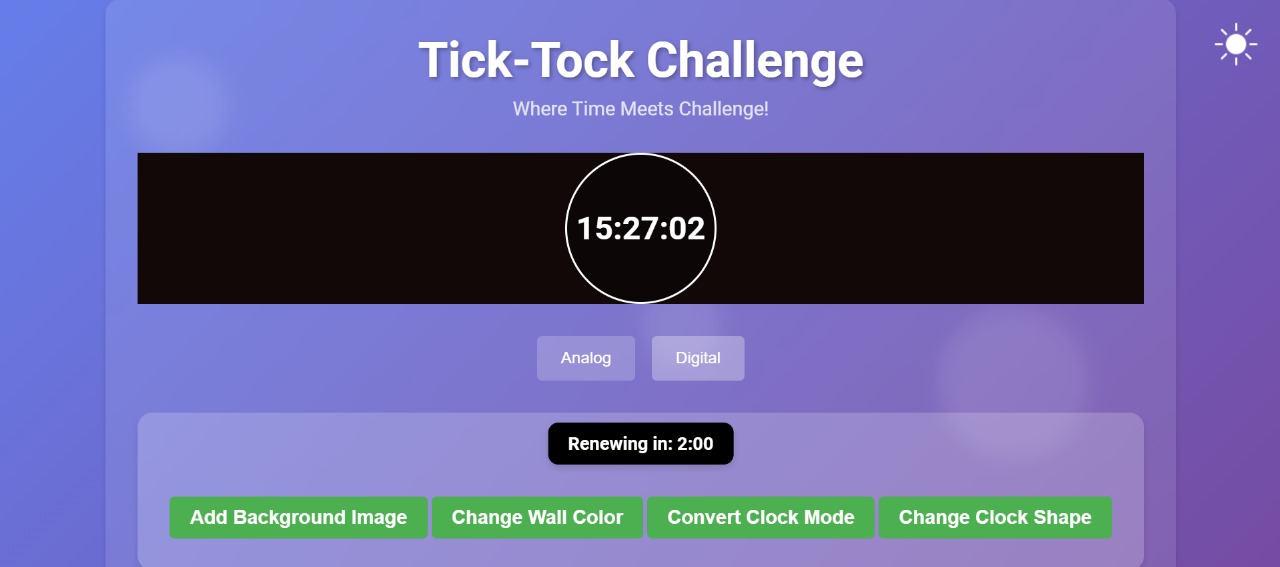 Tick-Tock Challenge
Where Time Meets Challenge!
15:27:02
Analog Digital
Renewing in: 2:00
Add Background Image Change Wall Color Convert Clock Mode Change Clock Shape